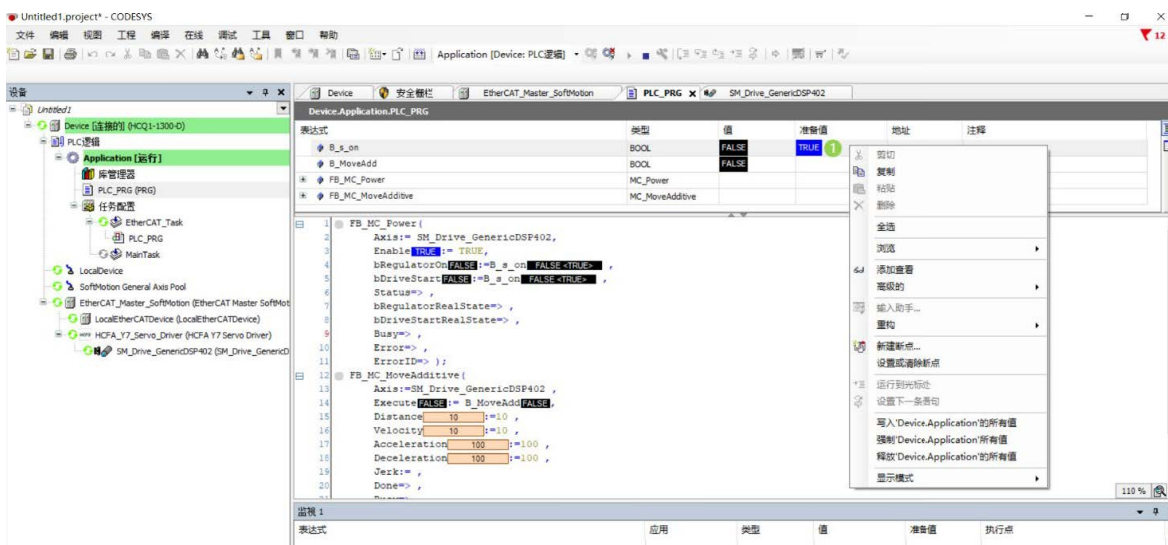 Untitled1.project* - CODESYS
文件 编辑 视图 工程 编译 在线 调试 工具 窗口 帮助
12
Application [Device: PLC逻辑]
设备
Untitled1
Device [连接的] (HCQ1-1300-D)
PLC逻辑
Application [运行]
库管理器
PLC_PRG (PRG)
任务配置
EtherCAT_Task
PLC_PRG
MainTask
LocalDevice
SoftMotion General Axis Pool
EtherCAT_Master_SoftMotion (EtherCAT Master SoftMot
LocalEtherCATDevice (LocalEtherCATDevice)
HCFA_Y7_Servo_Driver (HCFA Y7 Servo Driver)
SM_Drive_GenericDSP402 (SM_Drive_GenericD
Device 安全栅栏 EtherCAT_Master_SoftMotion PLC_PRG SM_Drive_GenericDSP402
Device.Application.PLC_PRG
表达式 类型 值 准备值 地址 注释
B_s_on BOOL FALSE TRUE 1
B_MoveAdd BOOL FALSE
FB_MC_Power MC_Power
FB_MC_MoveAdditive MC_MoveAdditive
1 FB_MC_Power(
2 Axis:= SM_Drive_GenericDSP402,
3 Enable TRUE := TRUE,
4 bRegulatorOn FALSE :=B_s_on FALSE <TRUE> ,
5 bDriveStart FALSE :=B_s_on FALSE <TRUE> ,
6 Status=> ,
7 bRegulatorRealState=> ,
8 bDriveStartRealState=> ,
9 Busy=> ,
10 Error=> ,
11 ErrorID=> );
12 FB_MC_MoveAdditive(
13 Axis:=SM_Drive_GenericDSP402 ,
14 Execute FALSE := B_MoveAdd FALSE ,
15 Distance 10 :=10 ,
16 Velocity 10 :=10 ,
17 Acceleration 100 :=100 ,
18 Deceleration 100 :=100 ,
19 Jerk:= ,
20 Done=> ,
剪切
复制
粘贴
删除
全选
浏览
添加查看
高级的
输入助手...
重构
新建断点...
设置或清除断点
运行到光标处
设置下一条语句
写入'Device.Application'的所有值
强制'Device.Application'所有值
释放'Device.Application'的所有值
显示模式
110 %
监视 1
表达式 应用 类型 值 准备值 执行点